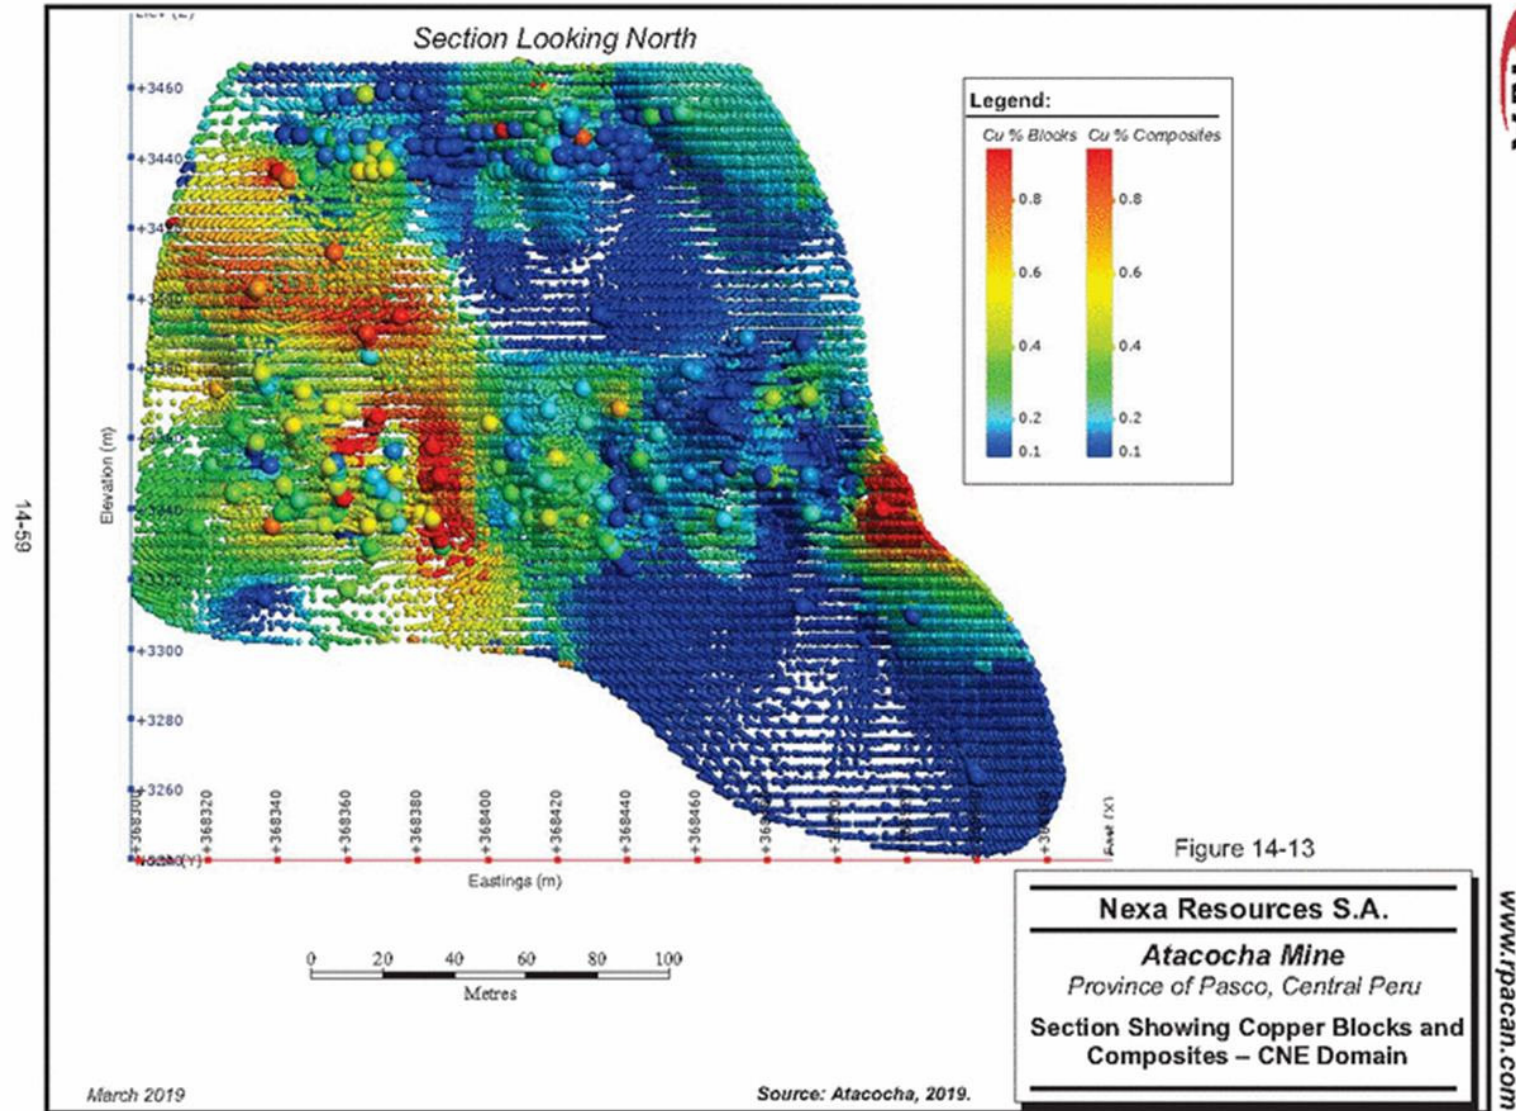 Section Looking North
+3460
+3440
+3300
+3280
+3260
Elevation (m)
+368320
+368340
+368360
+368380
+368400
+368420
+368440
+368460
East (X)
Eastings (m)
Legend:
Cu % Blocks Cu % Composites
0.8 0.8
0.6 0.6
0.4 0.4
0.2 0.2
0.1 0.1
0 20 40 60 80 100
Metres
Figure 14-13
Nexa Resources S.A.
Atacocha Mine
Province of Pasco, Central Peru
Section Showing Copper Blocks and
Composites – CNE Domain
March 2019
Source: Atacocha, 2019.
14-59
www.rpacan.com